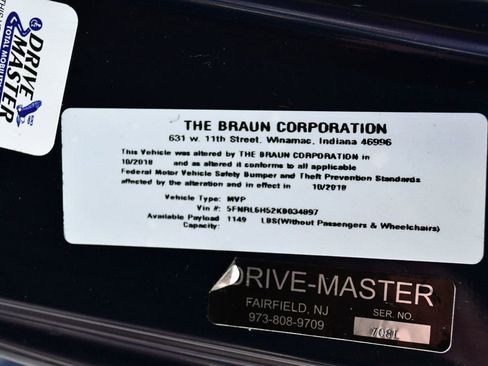 DRIVE
MASTER
TOTAL MOBILITY
THE BRAUN CORPORATION
631 w. 11th Street, Winamac, Indiana 46996
This Vehicle was altered by THE BRAUN CORPORATION in
10/2018 and as altered it conforms to all applicable
Federal Motor Vehicle Safety Bumper and Theft Prevention Standards
affected by the alteration and in effect in 10/2018
Vehicle Type: MVP
Vin #: 5FNRL6H52KB034897
Available Payload 1149 LBS(Without Passengers & Wheelchairs)
Capacity:
DRIVE-MASTER
FAIRFIELD, NJ SER. NO.
973-808-9709 7081